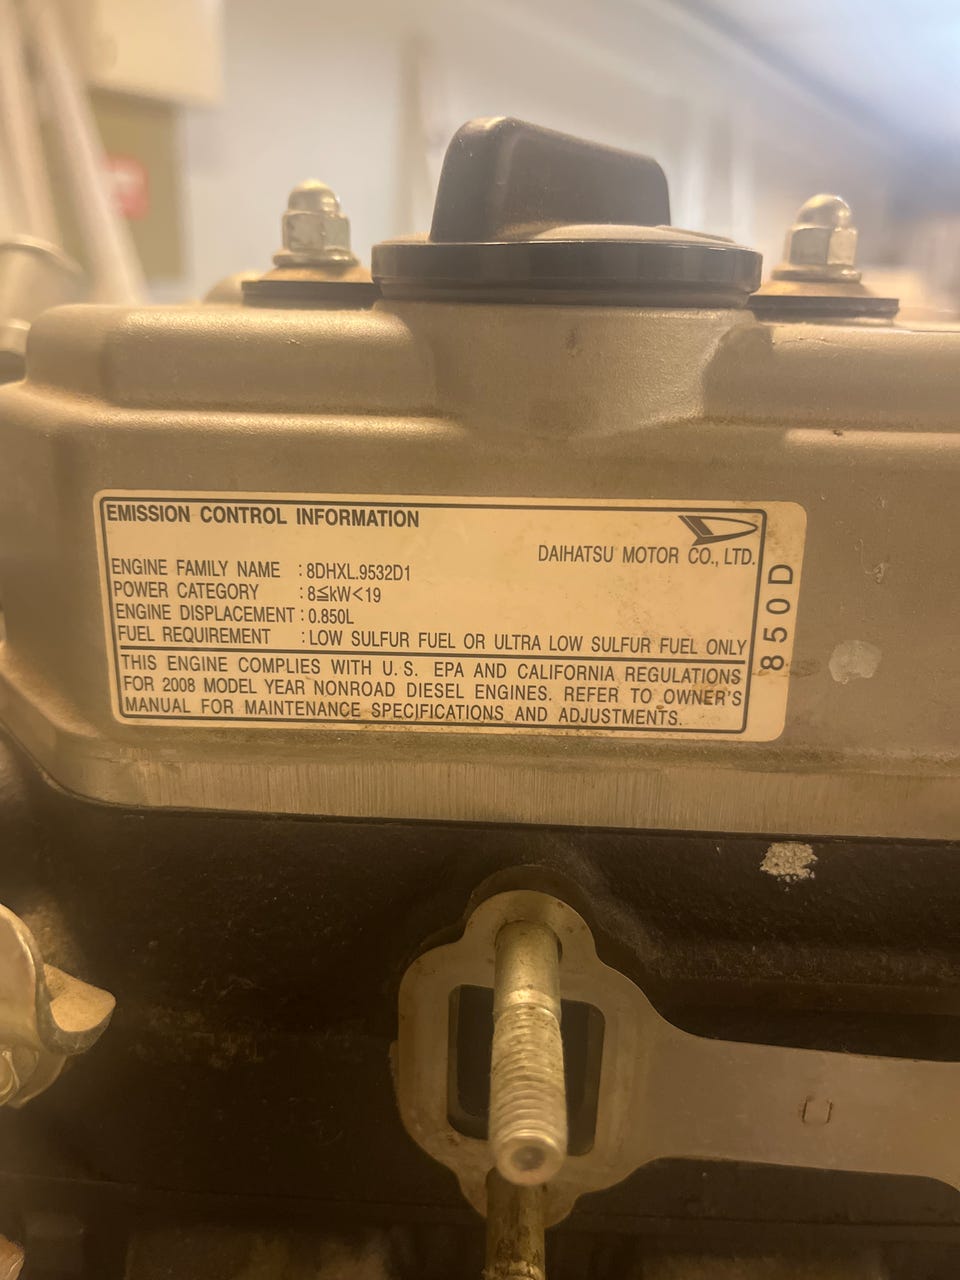 EMISSION CONTROL INFORMATION
DAIHATSU MOTOR CO., LTD.
ENGINE FAMILY NAME : 8DHXL.9532D1
POWER CATEGORY : 8≦kW<19
ENGINE DISPLACEMENT : 0.850L
FUEL REQUIREMENT : LOW SULFUR FUEL OR ULTRA LOW SULFUR FUEL ONLY
THIS ENGINE COMPLIES WITH U.S. EPA AND CALIFORNIA REGULATIONS
FOR 2008 MODEL YEAR NONROAD DIESEL ENGINES. REFER TO OWNER'S
MANUAL FOR MAINTENANCE SPECIFICATIONS AND ADJUSTMENTS.
850D